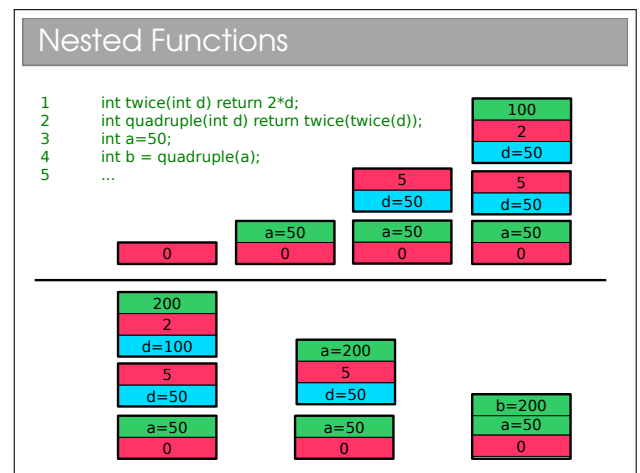 Nested Functions
1 int twice(int d) return 2*d;
2 int quadruple(int d) return twice(twice(d));
3 int a=50;
4 int b = quadruple(a);
5 ...
0
a=50
0
5
d=50
a=50
0
100
2
d=50
5
d=50
a=50
0
200
2
d=100
5
d=50
a=50
0
a=200
5
d=50
a=50
0
b=200
a=50
0